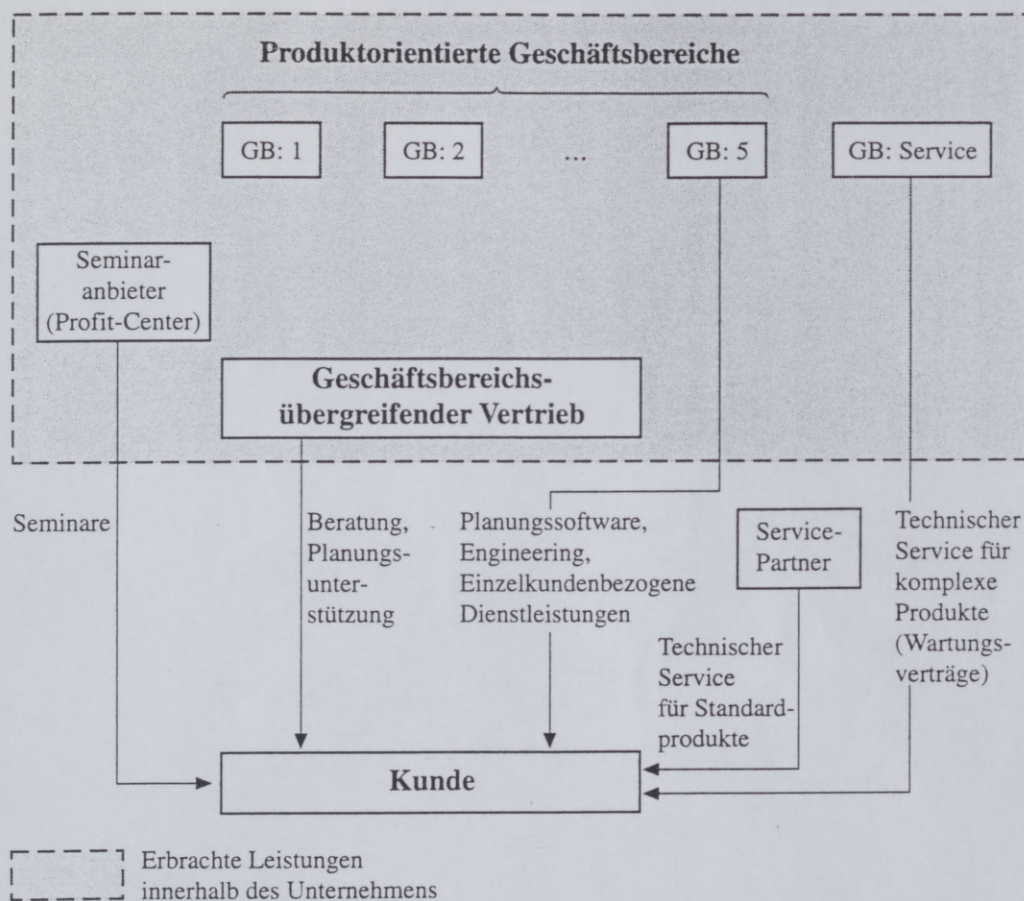 Produktorientierte Geschäftsbereiche
GB: 1
GB: 2
...
GB: 5
GB: Service
Seminar-
anbieter
(Profit-Center)
Geschäftsbereichs-
übergreifender Vertrieb
Seminare
Beratung,
Planungs-
unter-
stützung
Planungssoftware,
Engineering,
Einzelkundenbezogene
Dienstleistungen
Service-
Partner
Technischer
Service für
komplexe
Produkte
(Wartungs-
verträge)
Technischer
Service
für Standard-
produkte
Kunde
Erbrachte Leistungen
innerhalb des Unternehmens